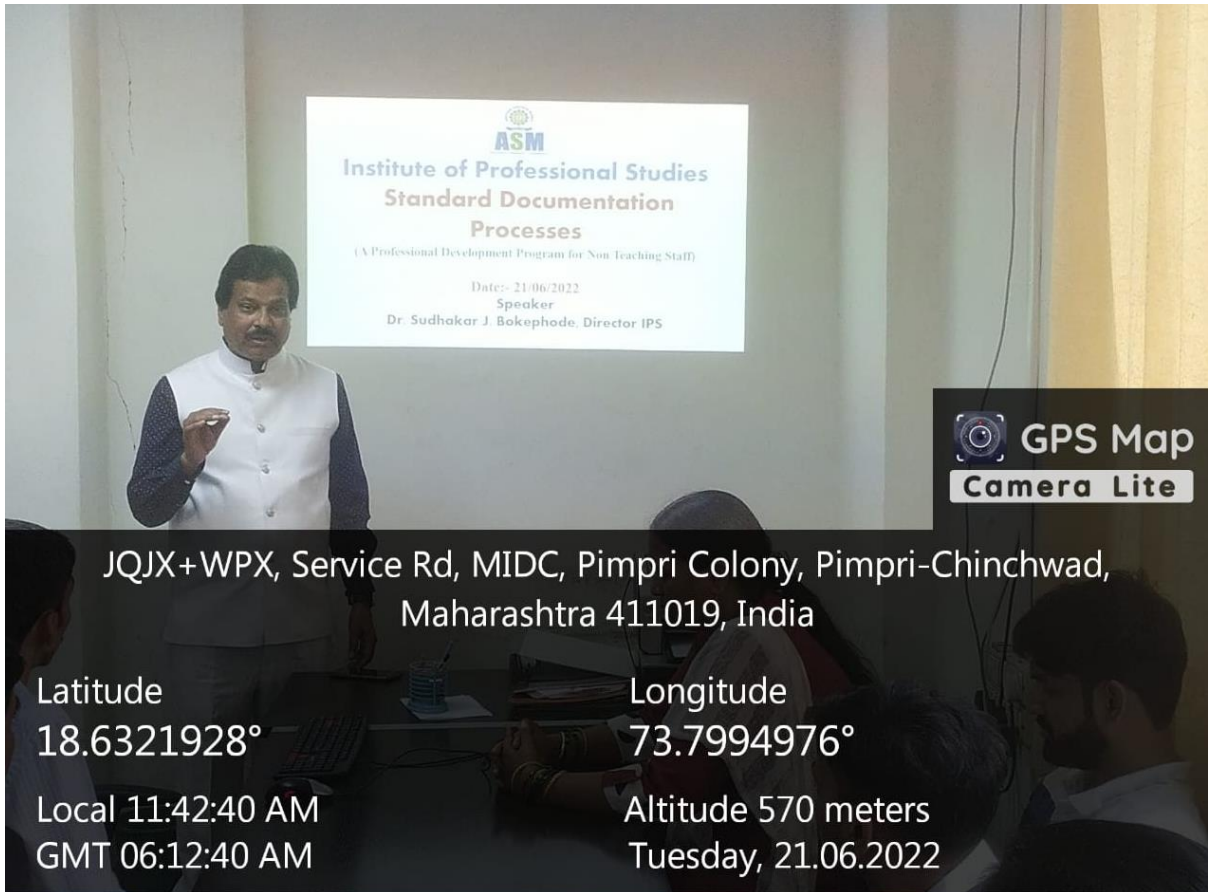 ASM
Institute of Professional Studies
Standard Documentation
Processes
(A Professional Development Program for Non Teaching Staff)
Date:- 21/06/2022
Speaker
Dr. Sudhakar J. Bokephode, Director IPS
GPS Map
Camera Lite
JQJX+WPX, Service Rd, MIDC, Pimpri Colony, Pimpri-Chinchwad,
Maharashtra 411019, India
Latitude
18.6321928°
Longitude
73.7994976°
Local 11:42:40 AM
GMT 06:12:40 AM
Altitude 570 meters
Tuesday, 21.06.2022